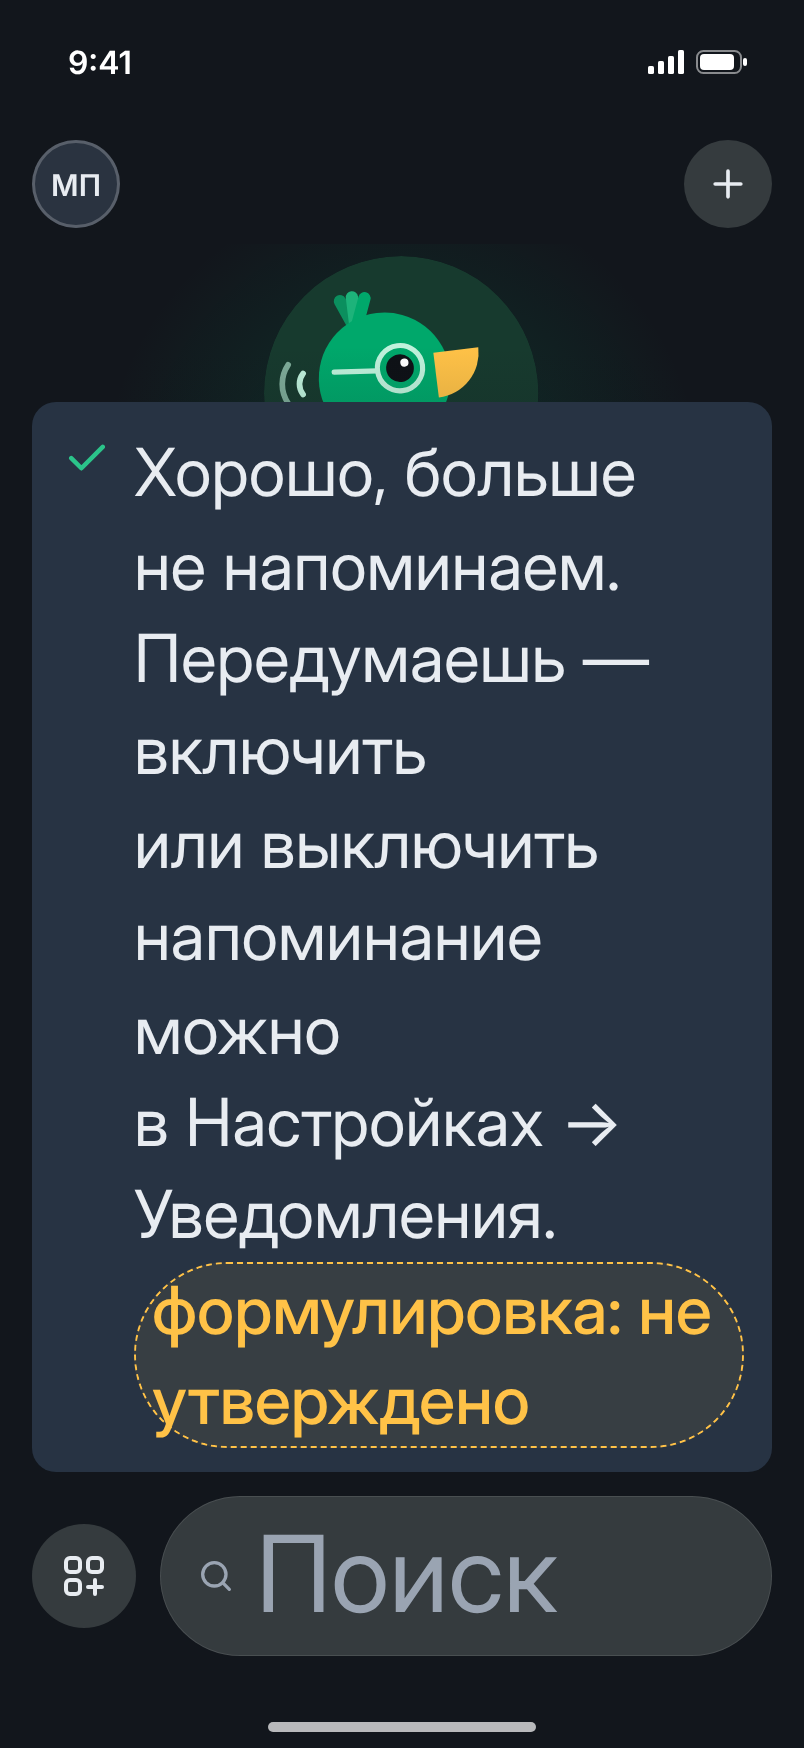 9:41
МП
Хорошо, больше
не напоминаем.
Передумаешь —
включить
или выключить
напоминание
можно
в Настройках →
Уведомления.
формулировка: не
утверждено
Поиск